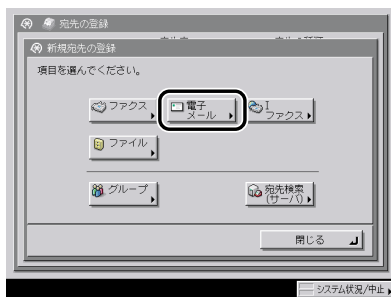 宛先の登録
新規宛先の登録
項目を選んでください。
ファクス
電子
メール
I
ファクス
ファイル
グループ
宛先検索
(サーバ)
閉じる
システム状況/中止